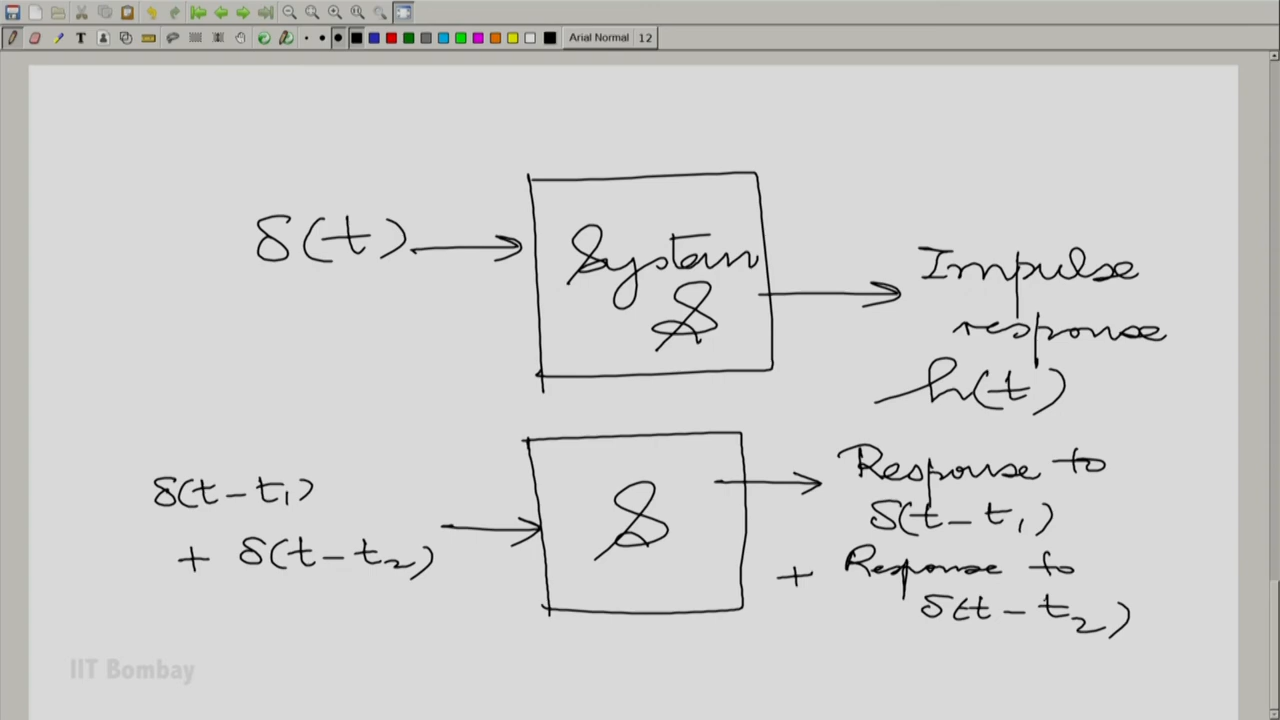 Arial Normal 12
δ(t)
System
S
Impulse
response
h(t)
δ(t-t₁)
+ δ(t-t₂)
S
Response to
δ(t-t₁)
+ Response to
δ(t-t₂)
IIT Bombay